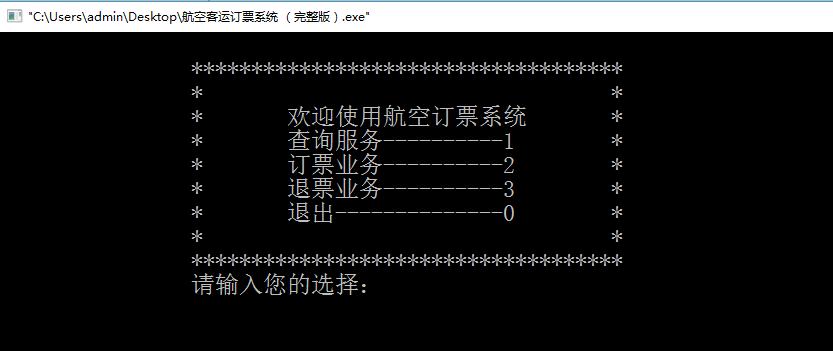 "C:\Users\admin\Desktop\航空客运订票系统 （完整版）.exe"
************************************
*                                  *
*       欢迎使用航空订票系统       *
*       查询服务----------1        *
*       订票业务----------2        *
*       退票业务----------3        *
*       退出--------------0        *
*                                  *
************************************
请输入您的选择：